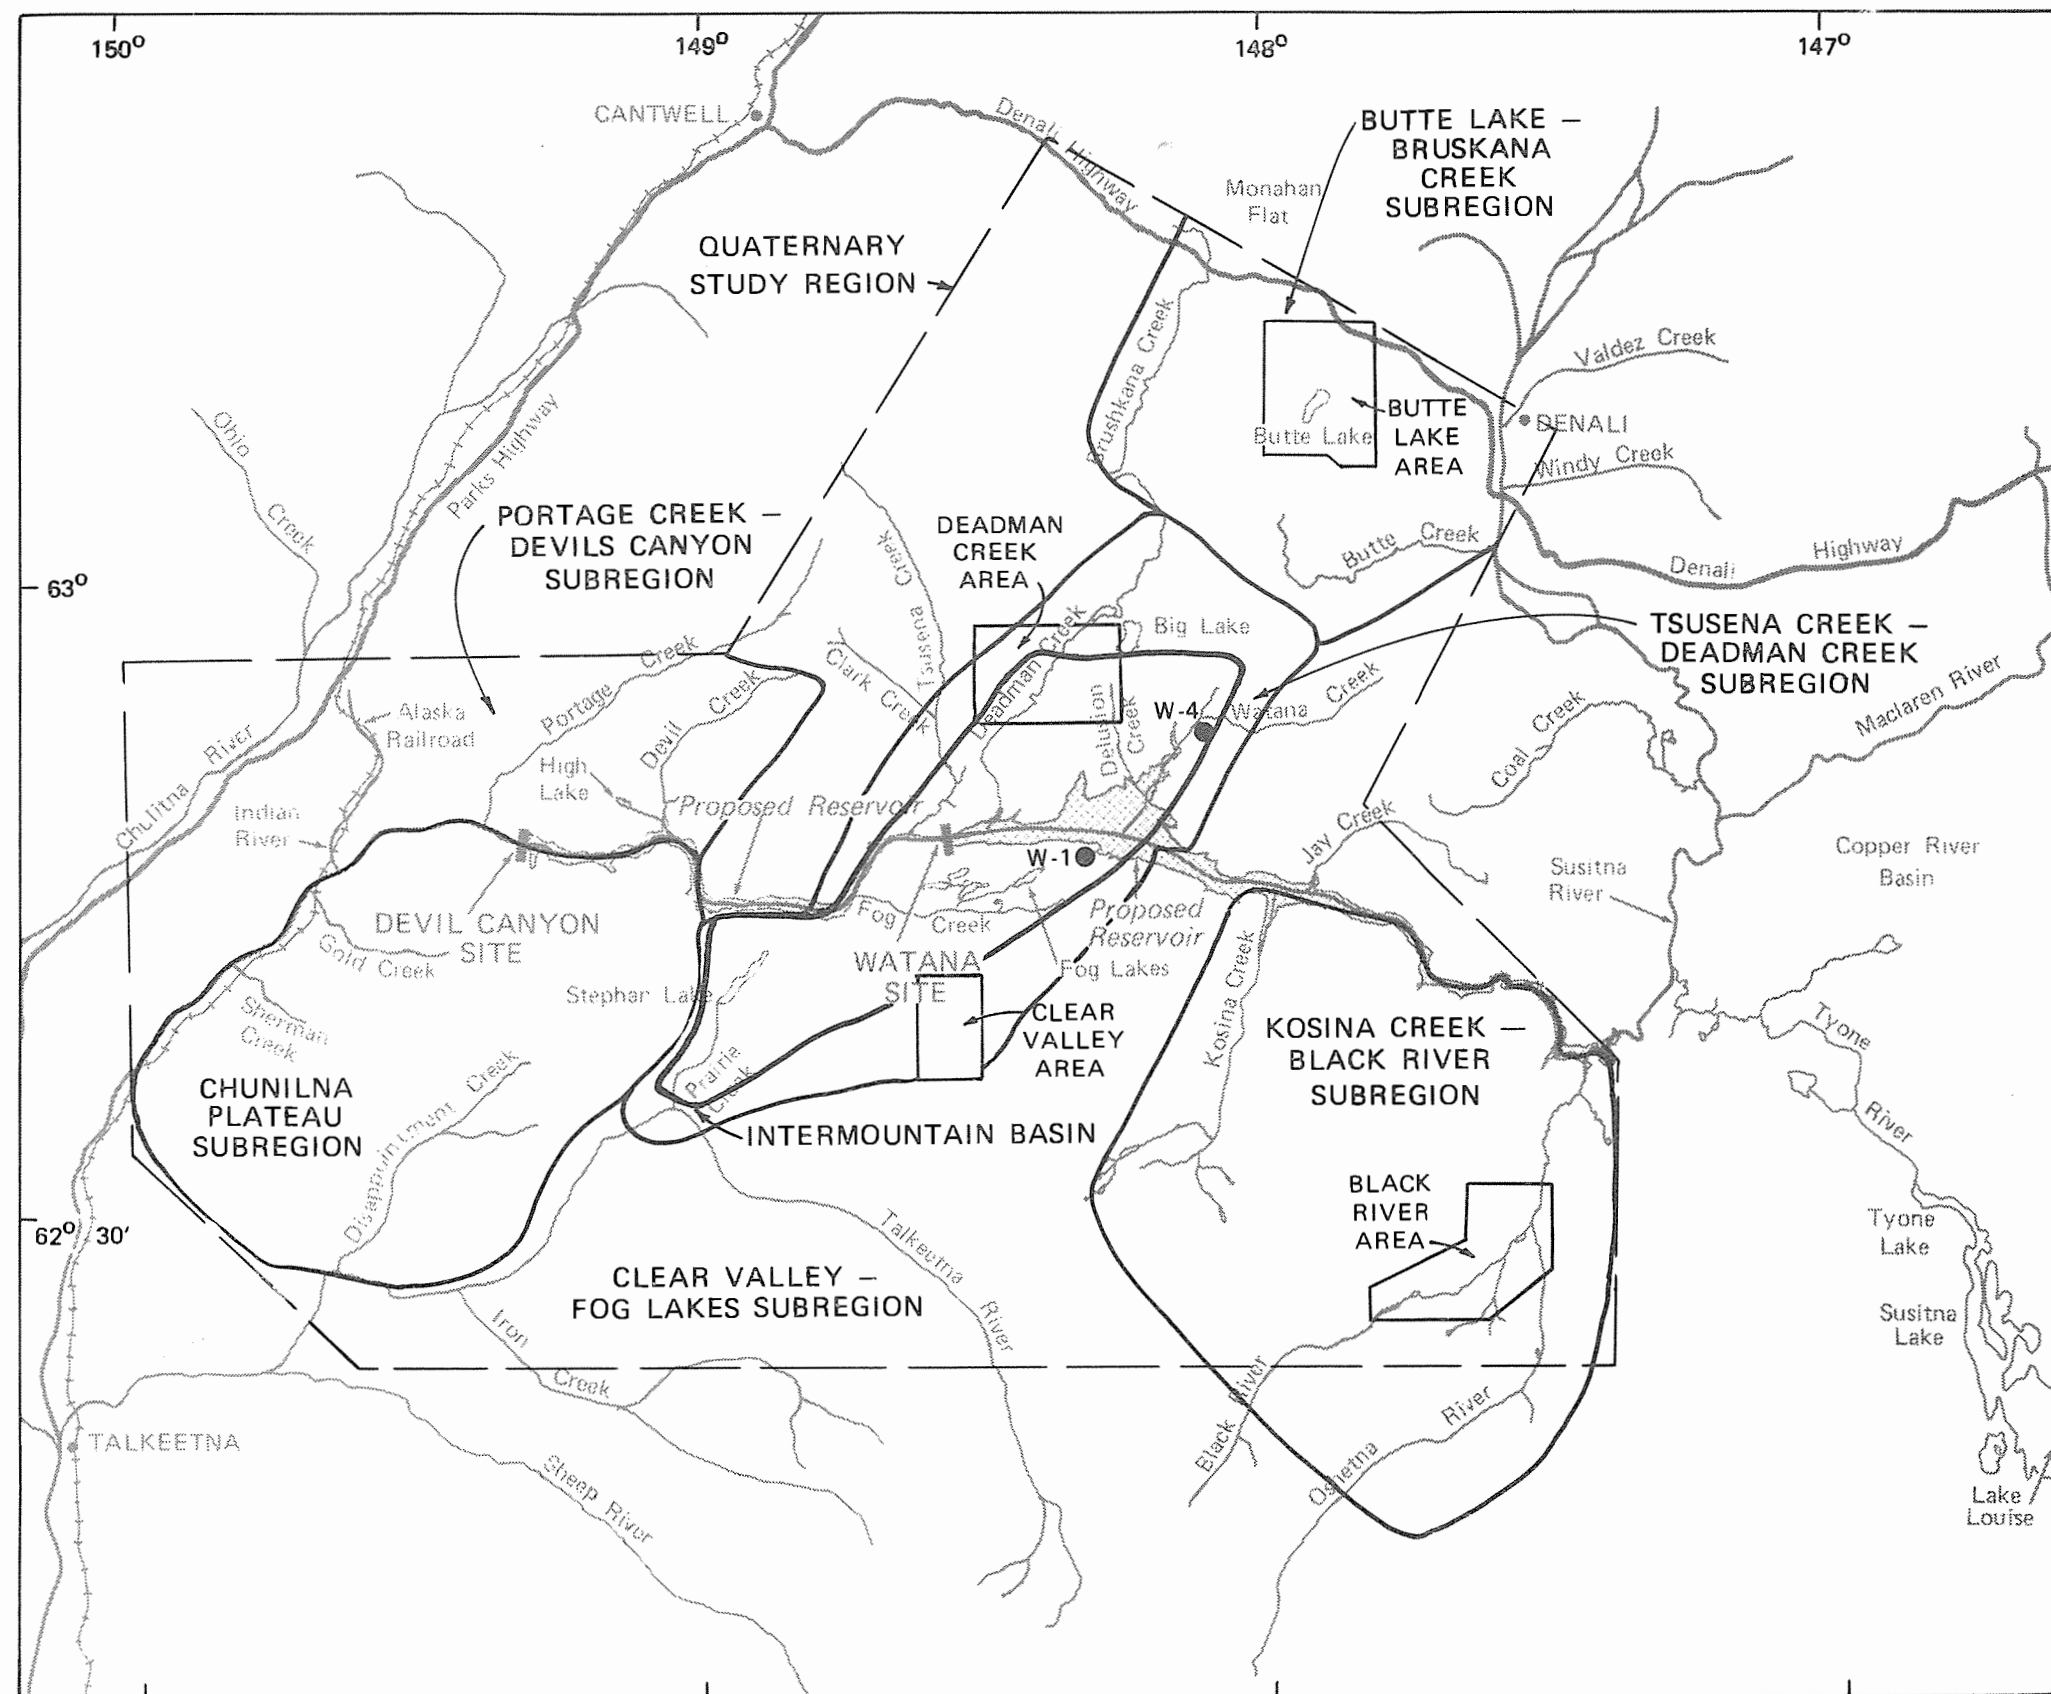 150°
149°
148°
147°
CANTWELL
Denali Highway
BUTTE LAKE –
BRUSKANA
CREEK
SUBREGION
Monahan
Flat
QUATERNARY
STUDY REGION
Brushkana Creek
Valdez Creek
BUTTE
LAKE
AREA
Butte Lake
DENALI
Windy Creek
Ohio
Creek
Parks Highway
PORTAGE CREEK –
DEVILS CANYON
SUBREGION
DEADMAN
CREEK
AREA
Tsusena Creek
Butte Creek
Denali Highway
63°
Big Lake
TSUSENA CREEK –
DEADMAN CREEK
SUBREGION
Portage Creek
Devil Creek
Clark Creek
Tsusena Creek
Deadman Creek
Deadman
Delusion
Creek
W-4
Watana Creek
Coal Creek
Maclaren River
Alaska
Railroad
Chulitna River
High
Lake
Proposed Reservoir
Indian
River
W-1
Jay Creek
Susitna
River
Copper River
Basin
DEVIL CANYON
SITE
Gold Creek
Fog
Creek
Proposed
Reservoir
WATANA
SITE
Fog Lakes
Stephan Lake
Sherman
Creek
CLEAR
VALLEY
AREA
Kosina Creek
KOSINA CREEK –
BLACK RIVER
SUBREGION
Tyone
River
Prairie
Creek
CHUNILNA
PLATEAU
SUBREGION
Disappointment Creek
INTERMOUNTAIN BASIN
BLACK
RIVER
AREA
62° 30'
Talkeetna
River
Tyone
Lake
CLEAR VALLEY –
FOG LAKES SUBREGION
Iron
Creek
Susitna
Lake
Black River
Oshetna River
TALKEETNA
Sheep River
Lake
Louise